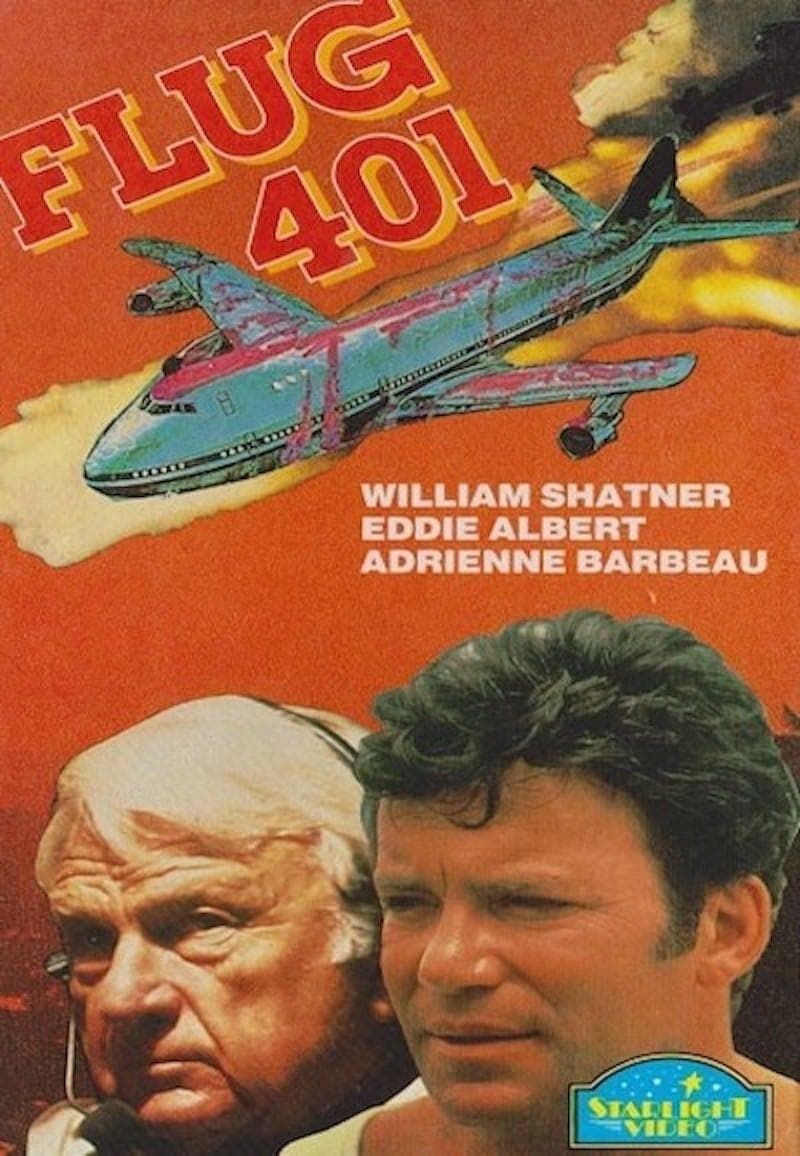 FLUG
401
WILLIAM SHATNER
EDDIE ALBERT
ADRIENNE BARBEAU
STARLIGHT
VIDEO